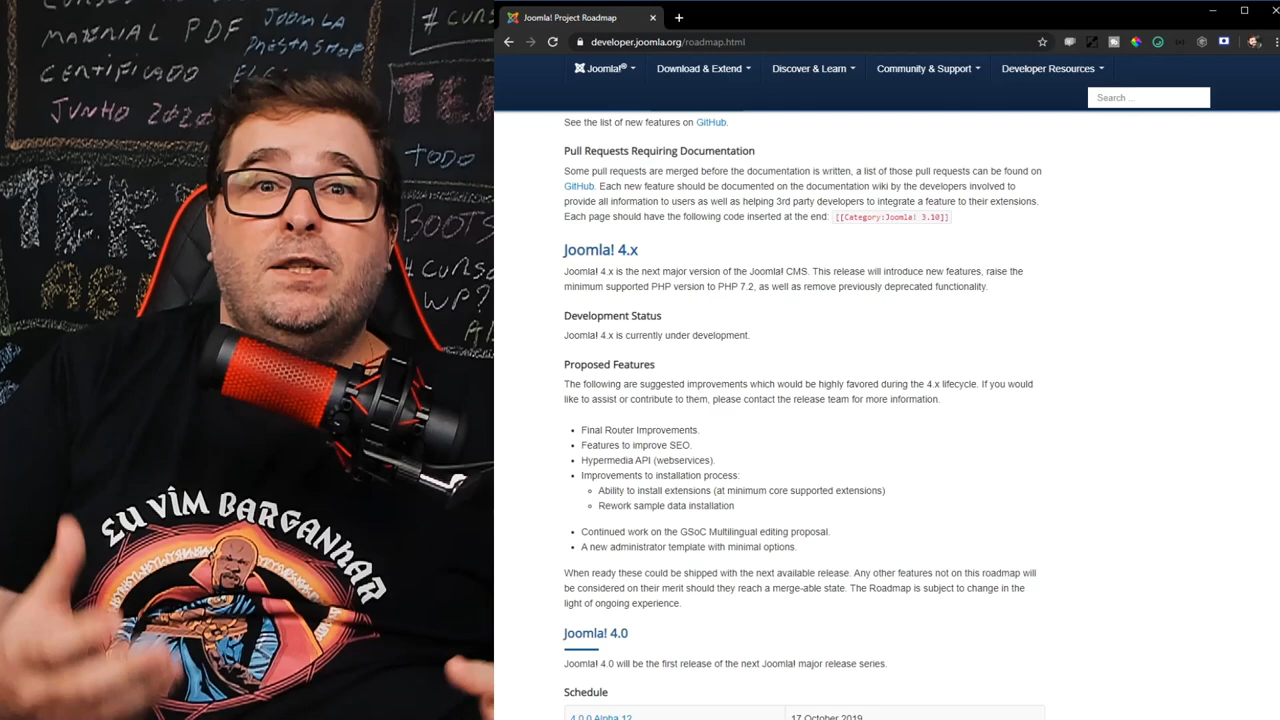 CURSOS DE
JOOMLA
MATERIAL PDF
PRESTASHOP
CERTIFICADO
JUNHO 2020
# CURSO
TODO
BOOTS
# CURSO
WP?
EU VIM BARGANHAR
Joomla! Project Roadmap
developer.joomla.org/roadmap.html
Joomla!® Download & Extend Discover & Learn Community & Support Developer Resources
Search ...
See the list of new features on GitHub.
Pull Requests Requiring Documentation
Some pull requests are merged before the documentation is written, a list of those pull requests can be found on
GitHub. Each new feature should be documented on the documentation wiki by the developers involved to
provide all information to users as well as helping 3rd party developers to integrate a feature to their extensions.
Each page should have the following code inserted at the end: [[Category:Joomla! 3.10]]
Joomla! 4.x
Joomla! 4.x is the next major version of the Joomla! CMS. This release will introduce new features, raise the
minimum supported PHP version to PHP 7.2, as well as remove previously deprecated functionality.
Development Status
Joomla! 4.x is currently under development.
Proposed Features
The following are suggested improvements which would be highly favored during the 4.x lifecycle. If you would
like to assist or contribute to them, please contact the release team for more information.
• Final Router Improvements.
• Features to improve SEO.
• Hypermedia API (webservices).
• Improvements to installation process:
◦ Ability to install extensions (at minimum core supported extensions)
◦ Rework sample data installation
• Continued work on the GSoC Multilingual editing proposal.
• A new administrator template with minimal options.
When ready these could be shipped with the next available release. Any other features not on this roadmap will
be considered on their merit should they reach a merge-able state. The Roadmap is subject to change in the
light of ongoing experience.
Joomla! 4.0
Joomla! 4.0 will be the first release of the next Joomla! major release series.
Schedule
4.0.0 Alpha 12 17 October 2019